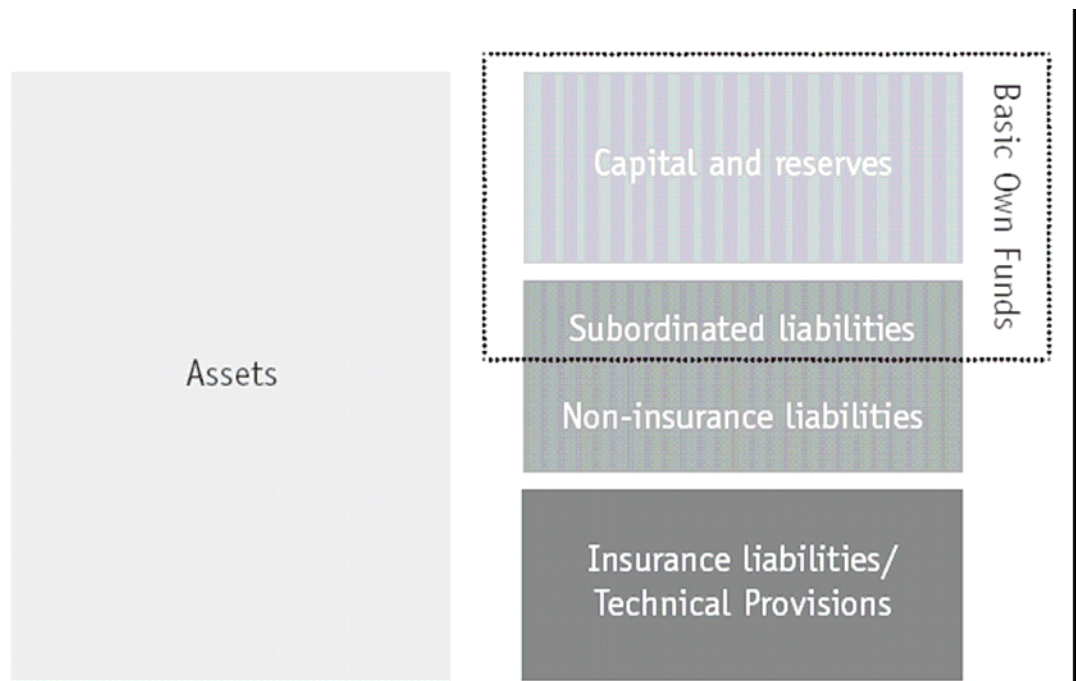 Capital and reserves
Basic Own Funds
Subordinated liabilities
Assets
Non-insurance liabilities
Insurance liabilities/
Technical Provisions